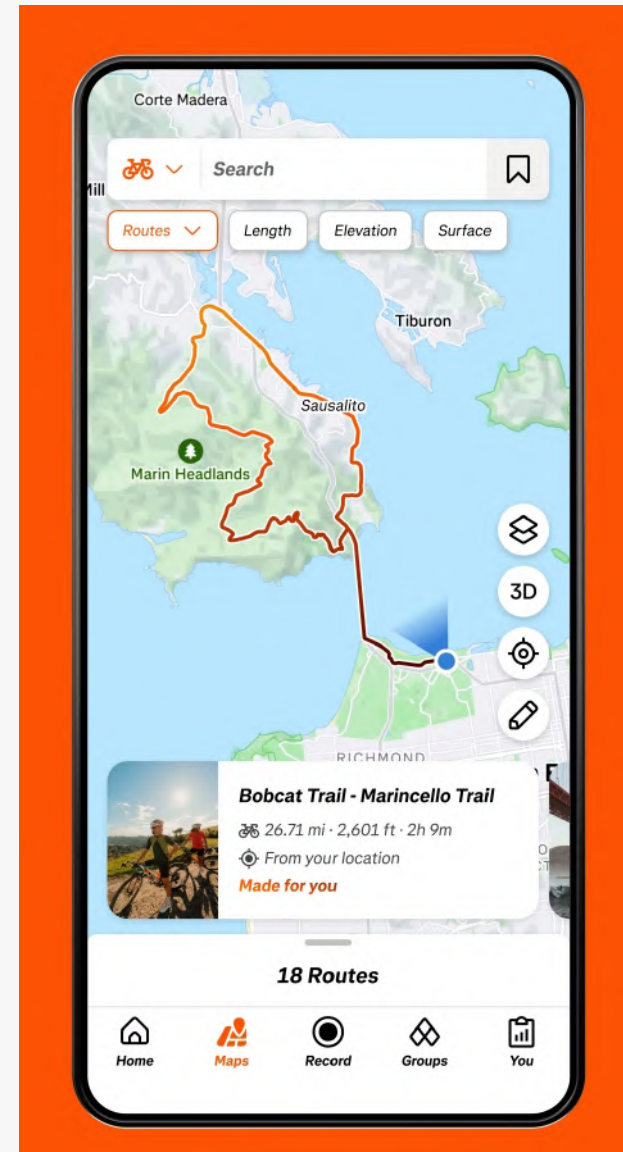 Corte Madera
Mill
Search
Routes
Length
Elevation
Surface
Tiburon
Sausalito
Marin Headlands
3D
RICHMOND
F
Bobcat Trail - Marincello Trail
26.71 mi · 2,601 ft · 2h 9m
From your location
Made for you
18 Routes
Home
Maps
Record
Groups
You